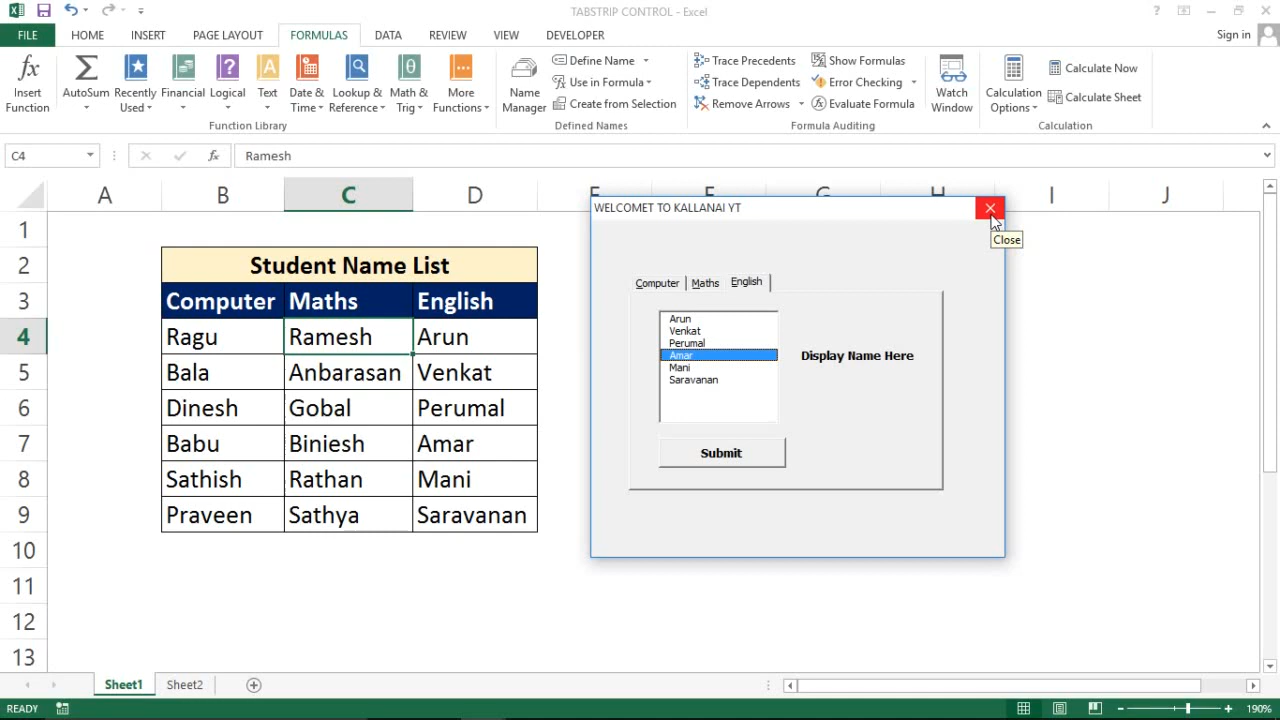 TABSTRIP CONTROL - Excel
FILE HOME INSERT PAGE LAYOUT FORMULAS DATA REVIEW VIEW DEVELOPER Sign in
Insert Function
AutoSum
Recently Used
Financial
Logical
Text
Date & Time
Lookup & Reference
Math & Trig
More Functions
Function Library
Name Manager
Define Name
Use in Formula
Create from Selection
Defined Names
Trace Precedents
Trace Dependents
Remove Arrows
Show Formulas
Error Checking
Evaluate Formula
Formula Auditing
Watch Window
Calculation Options
Calculate Now
Calculate Sheet
Calculation
C4 fx Ramesh
A B C D E F G H I J
1
2 Student Name List
3 Computer Maths English
4 Ragu Ramesh Arun
5 Bala Anbarasan Venkat
6 Dinesh Gobal Perumal
7 Babu Biniesh Amar
8 Sathish Rathan Mani
9 Praveen Sathya Saravanan
10
11
12
13
WELCOMET TO KALLANAI YT
Close
Computer Maths English
Arun
Venkat
Perumal
Amar
Mani
Saravanan
Display Name Here
Submit
Sheet1 Sheet2
READY 190%